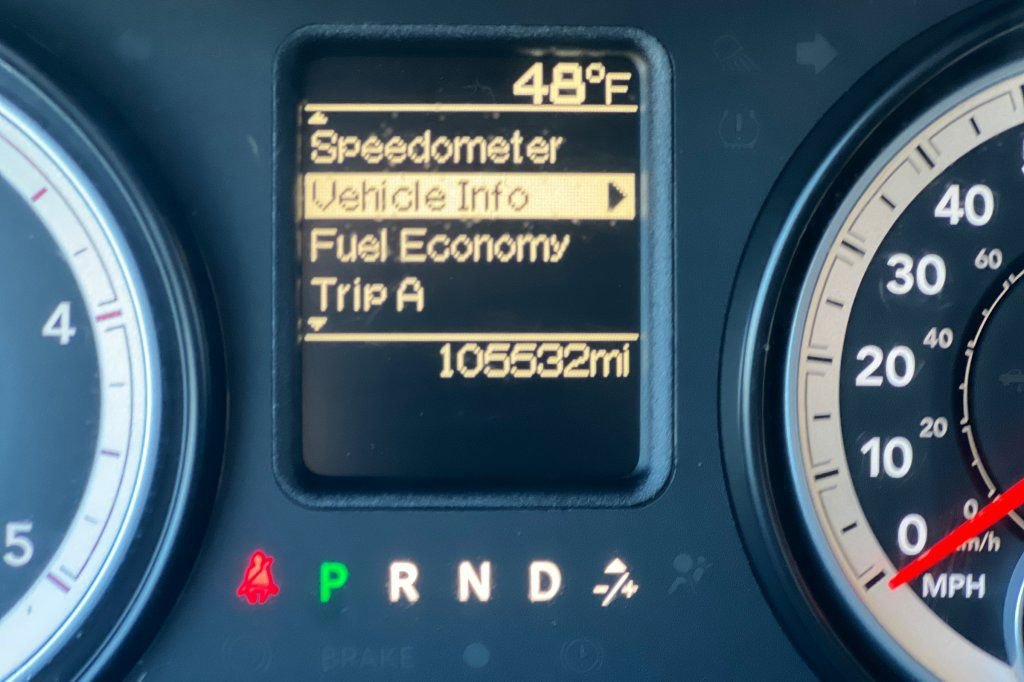 48°F
Speedometer
Vehicle Info
Fuel Economy
Trip A
105532mi
P R N D -/+
BRAKE
4
5
40
30
20
10
0
MPH
60
40
20
0
km/h